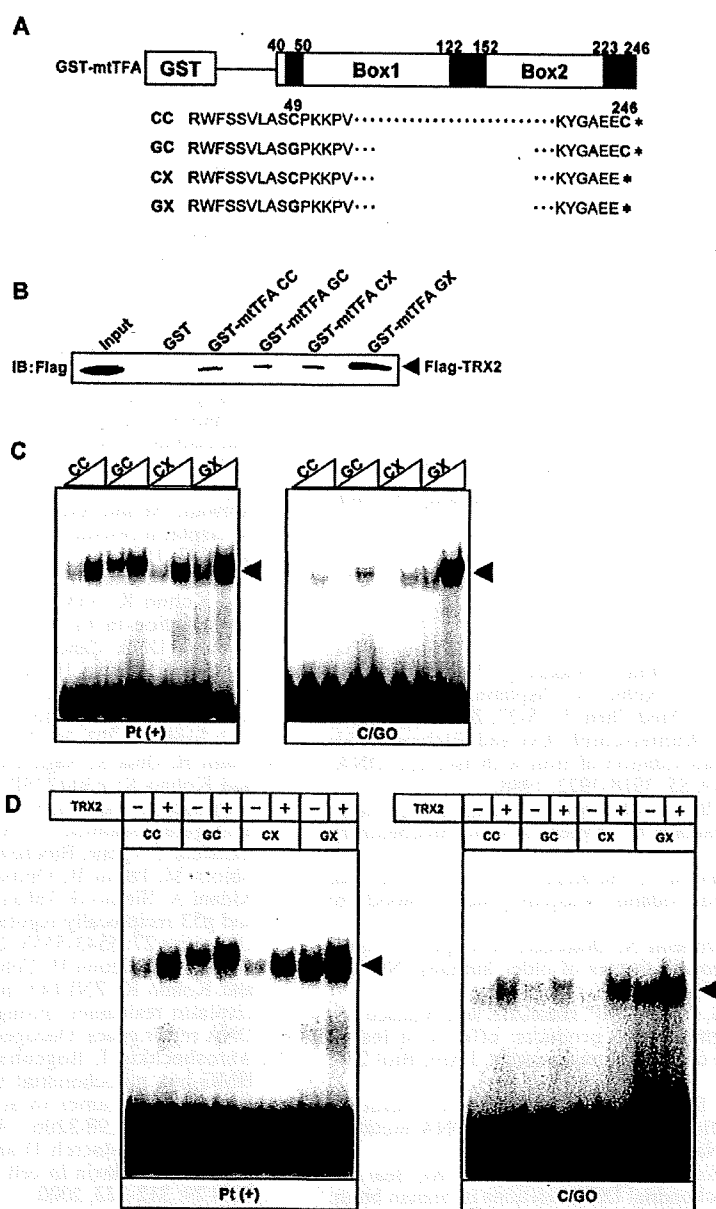 A
40 50 122 152 223 246
GST-mtTFA GST Box1 Box2
49 246
CC RWFSSVLASCPKKPV····················KYGAEEC*
GC RWFSSVLASGPKKPV··· ···KYGAEEC*
CX RWFSSVLASCPKKPV··· ···KYGAEE*
GX RWFSSVLASGPKKPV··· ···KYGAEE*
B
Input GST GST-mtTFA CC GST-mtTFA GC GST-mtTFA CX GST-mtTFA GX
IB:Flag Flag-TRX2
C
CC GC CX GX CC GC CX GX
Pt (+) C/GO
D
TRX2 − + − + − + − + TRX2 − + − + − + − +
CC GC CX GX CC GC CX GX
Pt (+) C/GO